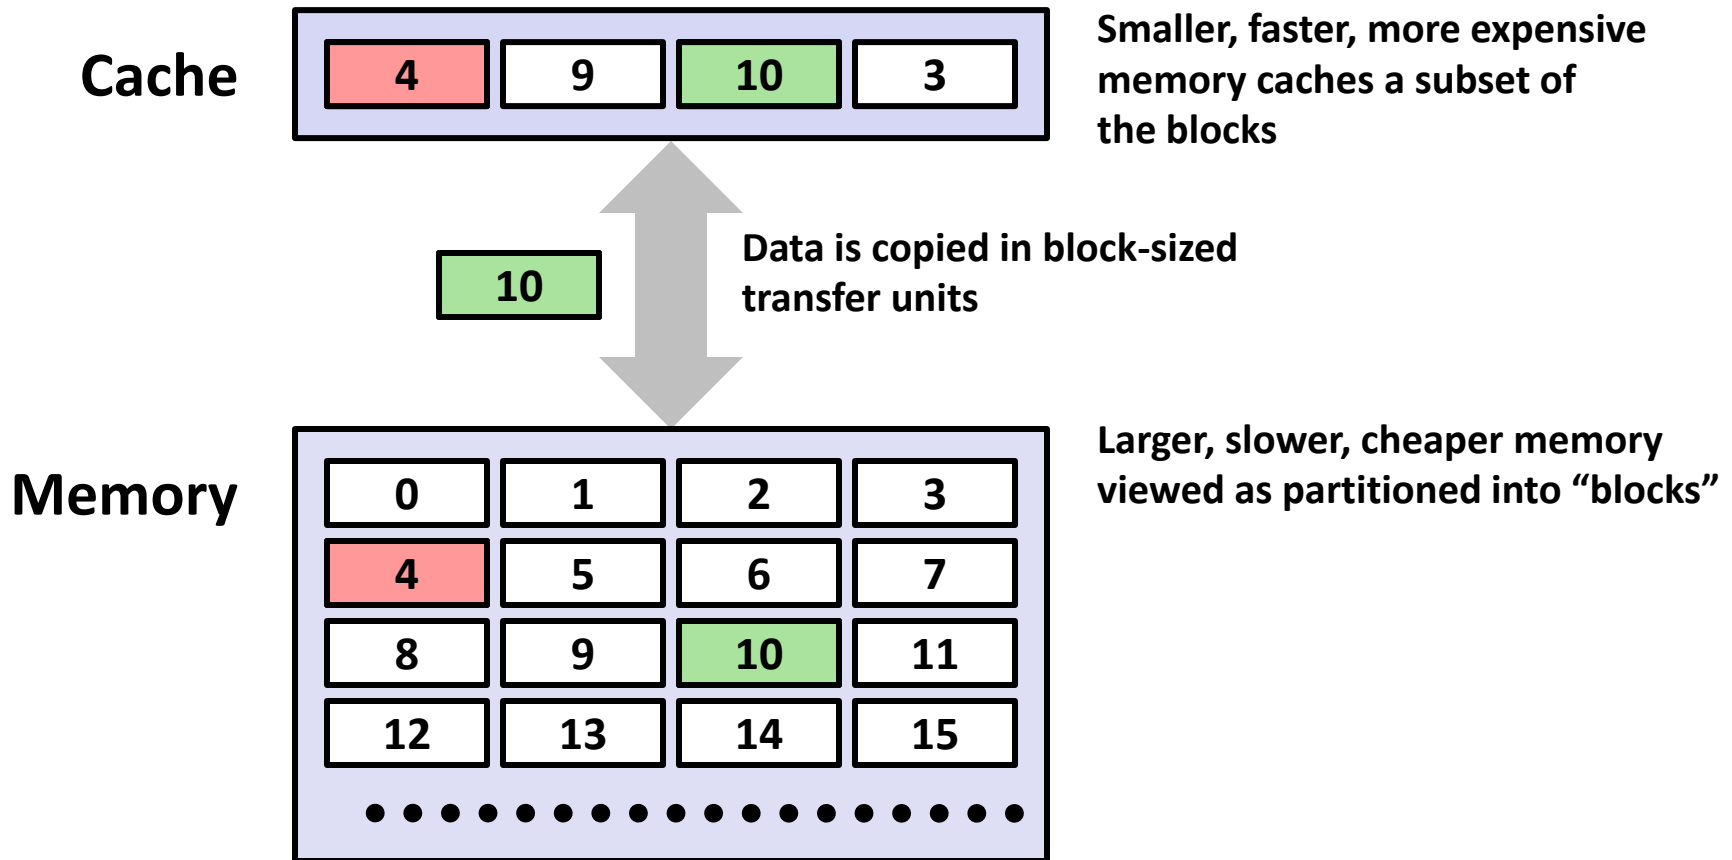 Cache
4 9 10 3
Smaller, faster, more expensive
memory caches a subset of
the blocks
10
Data is copied in block-sized
transfer units
Memory
0 1 2 3
4 5 6 7
8 9 10 11
12 13 14 15
Larger, slower, cheaper memory
viewed as partitioned into “blocks”